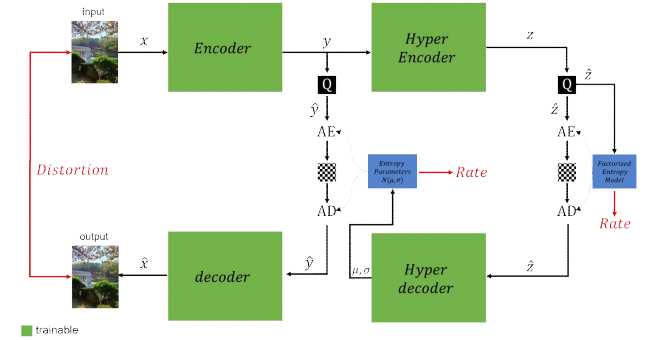 Input
x
Encoder
y
Hyper
Encoder
z
Q
ŷ
AE
AD
Q
ẑ
ẑ
AE
AD
Distortion
Entropy
Parameters
N(μ, σ)
Rate
Factorized
Entropy
Model
Rate
output
x̂
decoder
ŷ
μ, σ
Hyper
decoder
ẑ
trainable